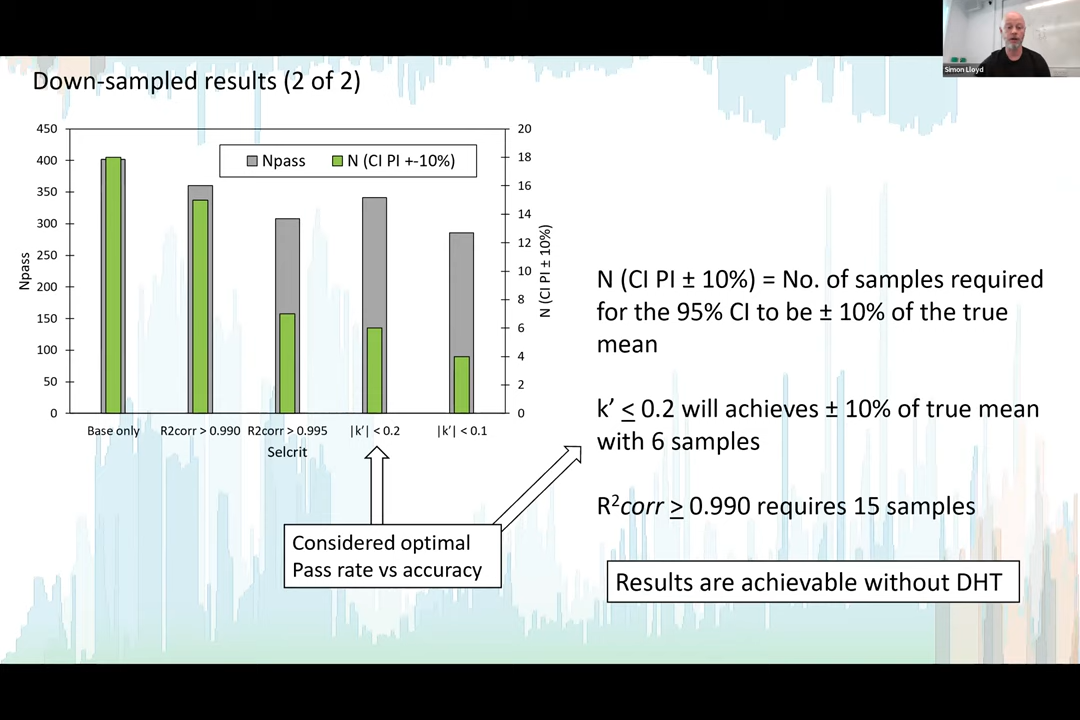 Simon Lloyd
Down-sampled results (2 of 2)
450
400
350
300
250
200
150
100
50
0
Npass
Npass
N (CI PI +-10%)
20
18
16
14
12
10
8
6
4
2
0
N (CI PI ± 10%)
Base only
R2corr > 0.990
R2corr > 0.995
|k’| < 0.2
|k’| < 0.1
Selcrit
Considered optimal
Pass rate vs accuracy
N (CI PI ± 10%) = No. of samples required
for the 95% CI to be ± 10% of the true
mean
k’ < 0.2 will achieves ± 10% of true mean
with 6 samples
R²corr > 0.990 requires 15 samples
Results are achievable without DHT